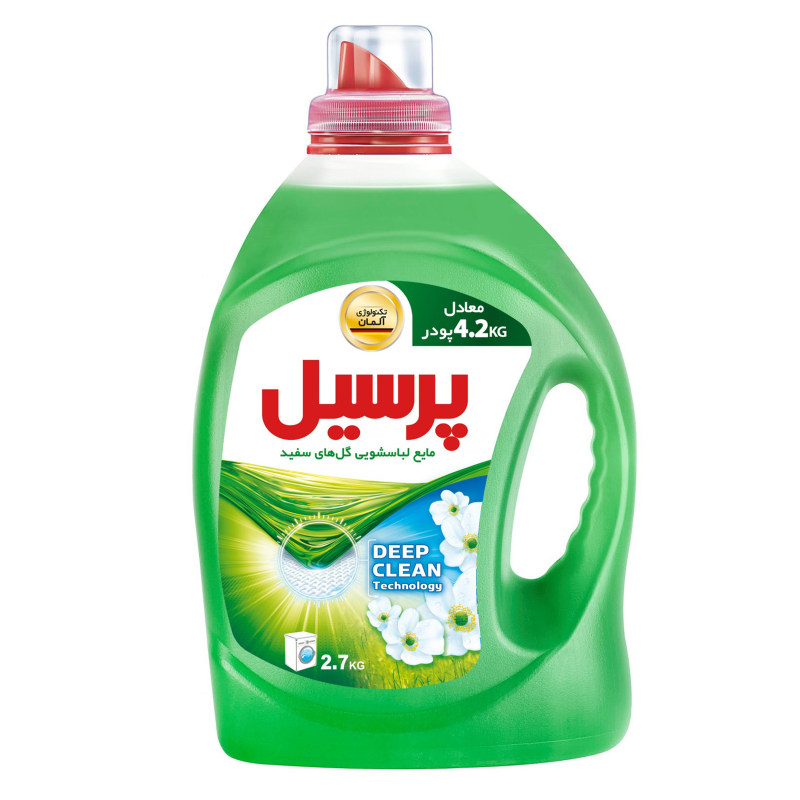 تکنولوژی
آلمان
معادل
4.2KG پودر
پرسیل
مایع لباسشویی گل‌های سفید
DEEP
CLEAN
Technology
2.7KG